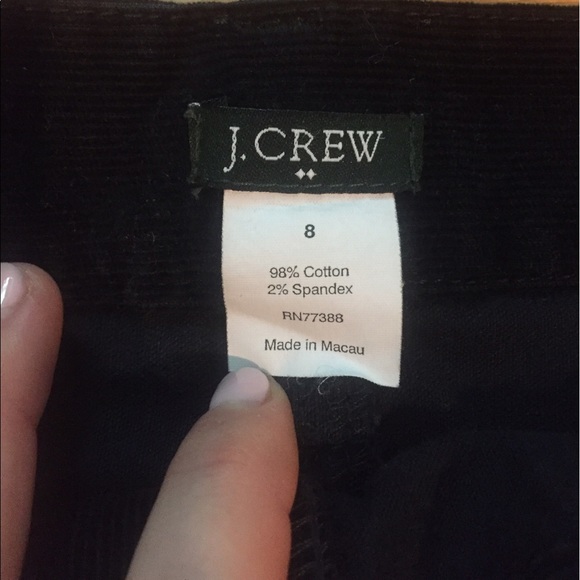 J.CREW
8
98% Cotton
2% Spandex
RN77388
Made in Macau